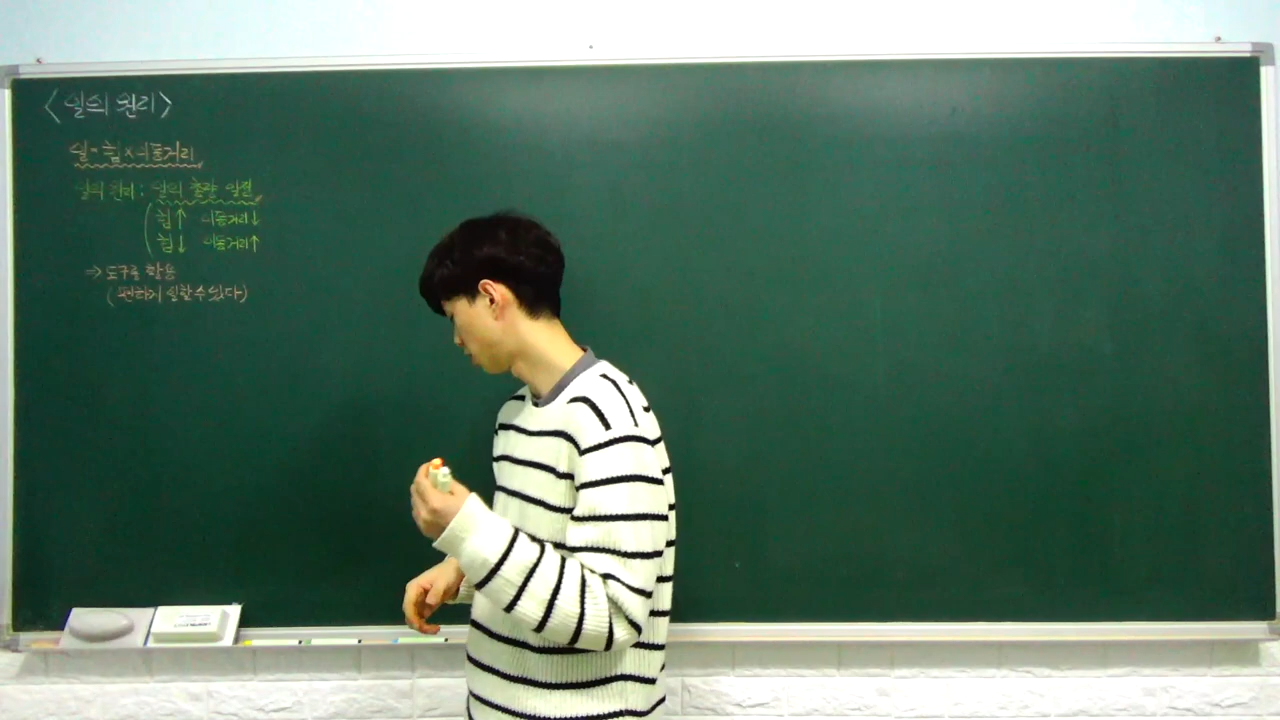 <일의 원리>
일 = 힘 × 이동거리
일의 원리 : 일의 총량 일정
힘↑ 이동거리↓
힘↓ 이동거리↑
⇒ 도구를 활용
(편하게 일할 수 있다)